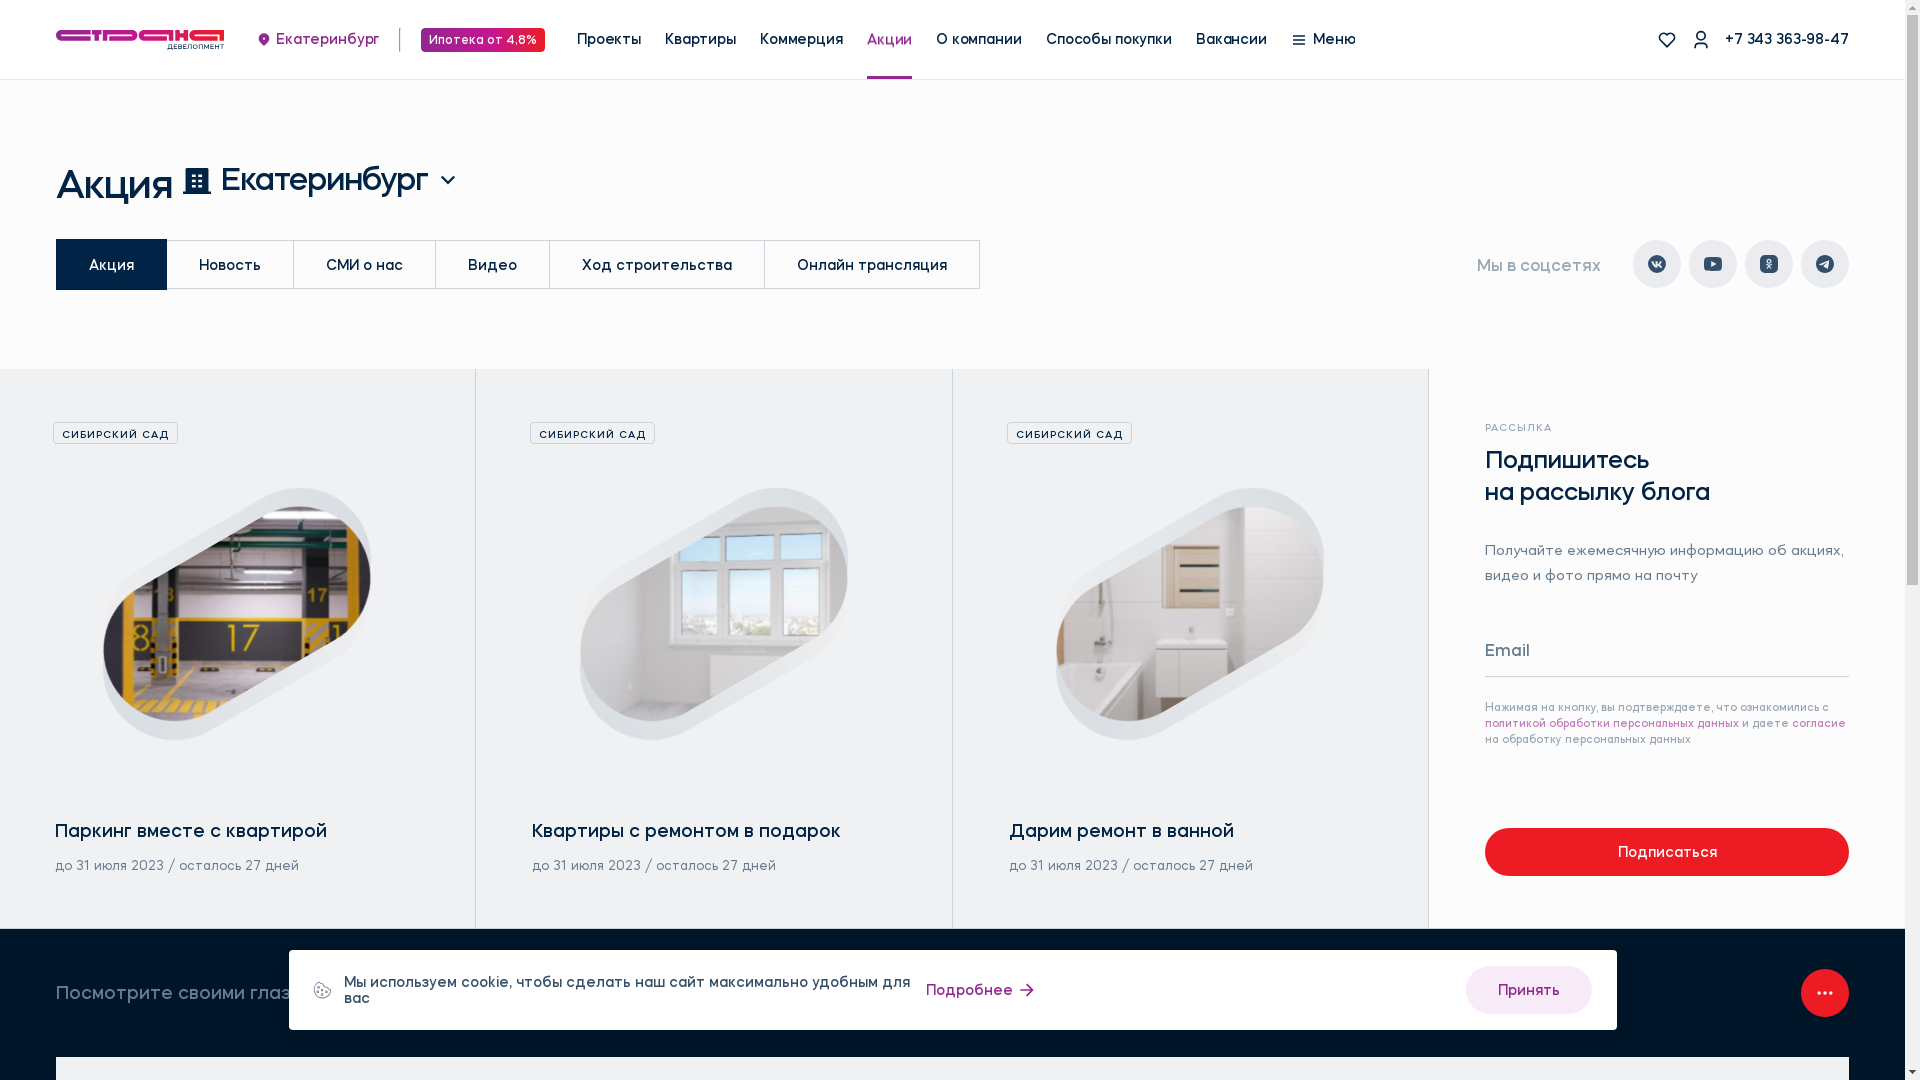 страна
ДЕВЕЛОПМЕНТ
Екатеринбург
Ипотека от 4,8%
Проекты
Квартиры
Коммерция
Акции
О компании
Способы покупки
Вакансии
Меню
+7 343 363-98-47
Акция Екатеринбург
Акция
Новость
СМИ о нас
Видео
Ход строительства
Онлайн трансляция
Мы в соцсетях
СИБИРСКИЙ САД
17
17
Паркинг вместе с квартирой
до 31 июля 2023 / осталось 27 дней
СИБИРСКИЙ САД
Квартиры с ремонтом в подарок
до 31 июля 2023 / осталось 27 дней
СИБИРСКИЙ САД
Дарим ремонт в ванной
до 31 июля 2023 / осталось 27 дней
РАССЫЛКА
Подпишитесь
на рассылку блога
Получайте ежемесячную информацию об акциях,
видео и фото прямо на почту
Email
Нажимая на кнопку, вы подтверждаете, что ознакомились с
политикой обработки персональных данных и даете согласие
на обработку персональных данных
Подписаться
Посмотрите своими глаз
Мы используем cookie, чтобы сделать наш сайт максимально удобным для
вас
Подробнее
Принять